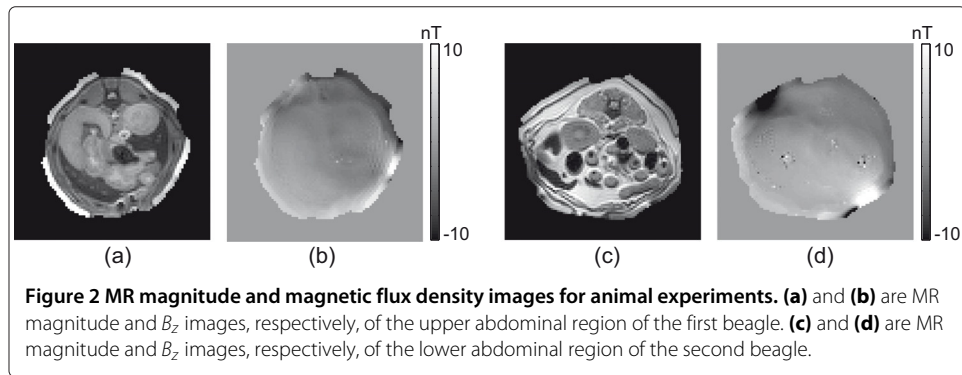 nT
10
-10
nT
10
-10
(a)
(b)
(c)
(d)
Figure 2 MR magnitude and magnetic flux density images for animal experiments. (a) and (b) are MR
magnitude and Bz images, respectively, of the upper abdominal region of the first beagle. (c) and (d) are MR
magnitude and Bz images, respectively, of the lower abdominal region of the second beagle.